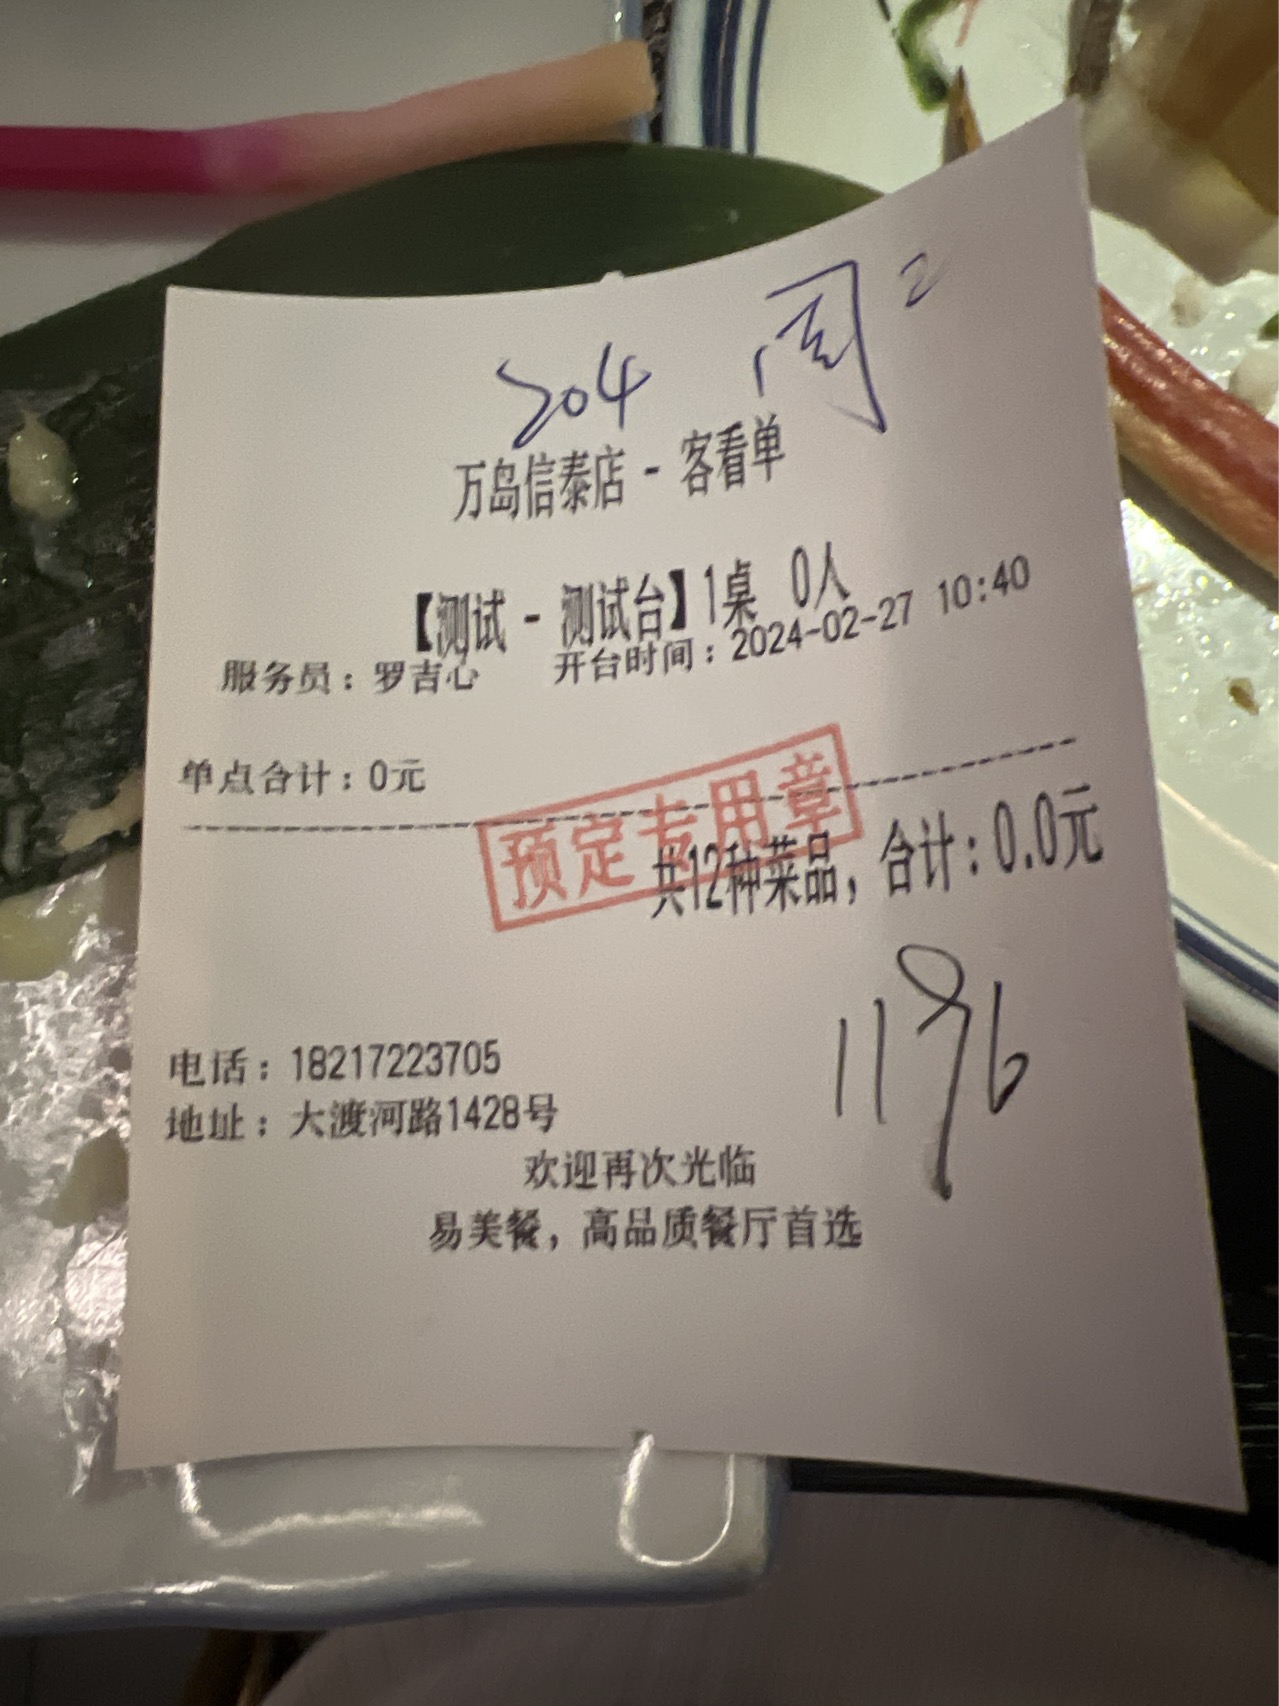 204 周 2
万岛信泰店 - 客看单
【测试 - 测试台】1桌 0人
服务员：罗吉心 开台时间：2024-02-27 10:40
单点合计：0元
预定专用章
共12种菜品，合计：0.0元
1196
电话：18217223705
地址：大渡河路1428号
欢迎再次光临
易美餐，高品质餐厅首选